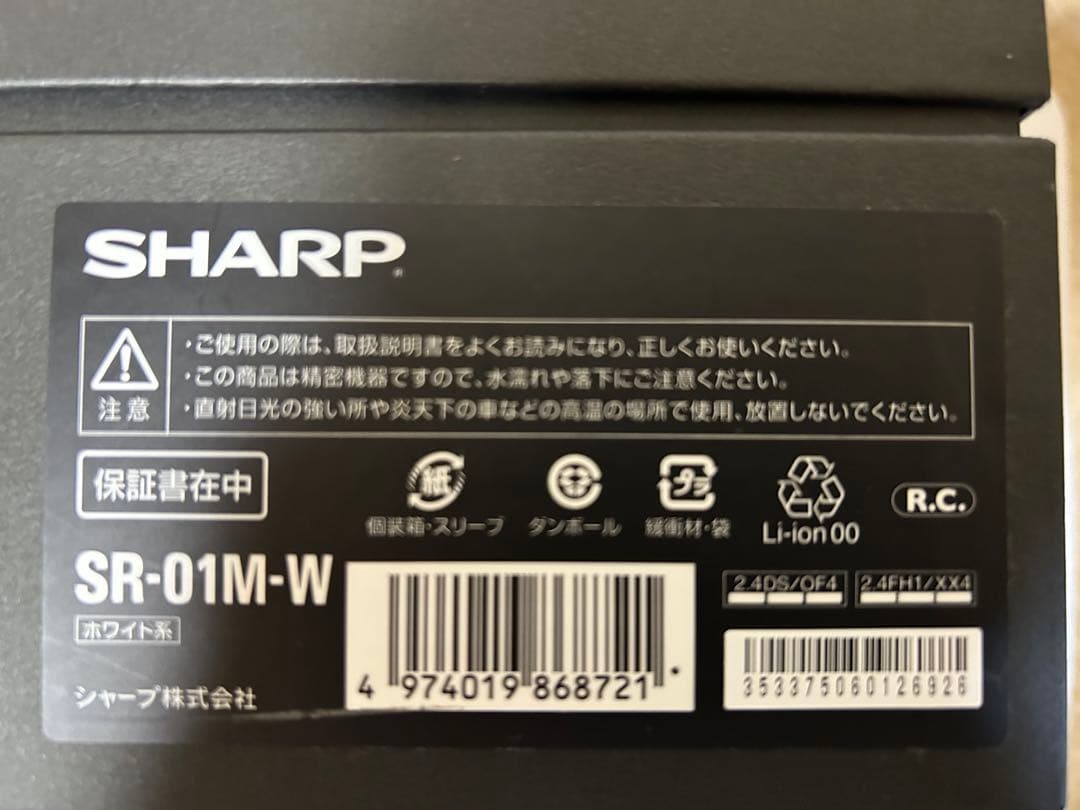 SHARP
・ご使用の際は、取扱説明書をよくお読みになり、正しくお使いください。
・この商品は精密機器ですので、水濡れや落下にご注意ください。
・直射日光の強い所や炎天下の車などの高温の場所で使用、放置しないでください。
注意
保証書在中
紙
個装箱・スリーブ
ダンボール
プラ
緩衝材・袋
Li-ion 00
R.C.
SR-01M-W
ホワイト系
2.4DS/OF4
2.4FH1/XX4
シャープ株式会社
4 974019 868721
353375060126926